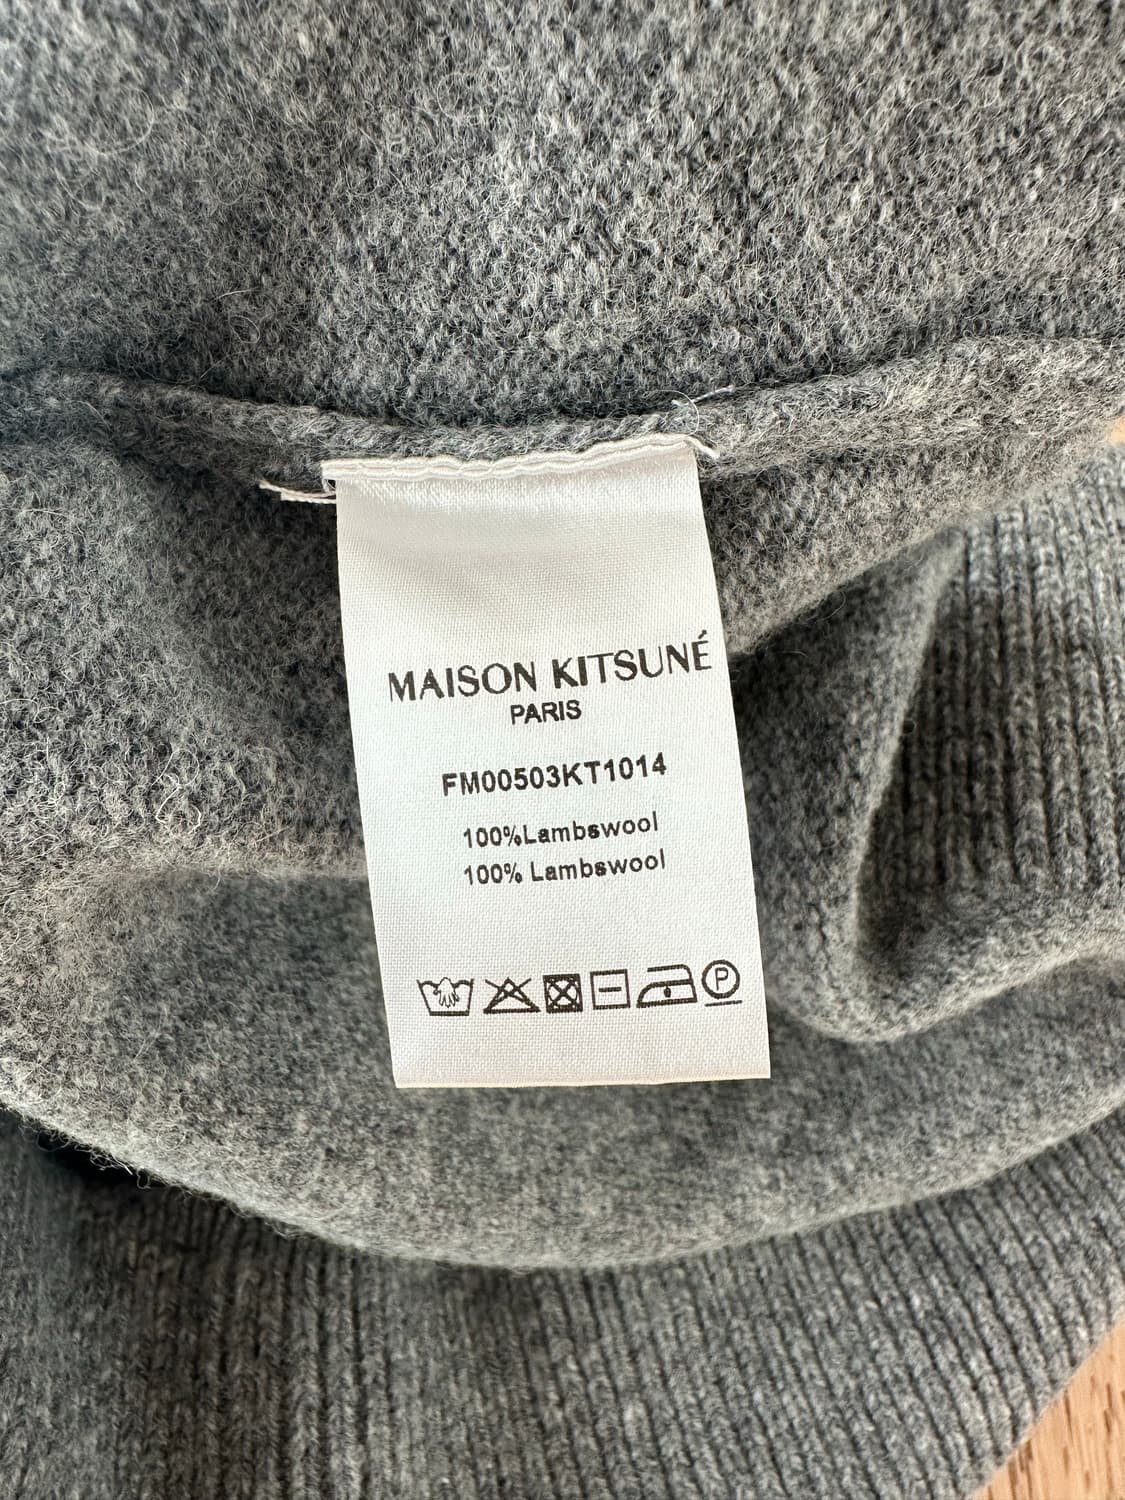 MAISON KITSUNÉ
PARIS
FM00503KT1014
100%Lambswool
100% Lambswool
P